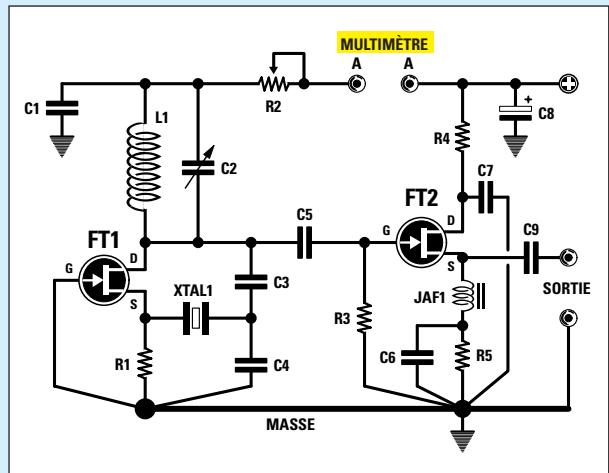 MULTIMÈTRE
A A
R2
C1
L1
C2
R4
+
C8
C7
FT1
FT2
C5
D
G
S
D
G
S
C9
XTAL1
C3
R3
JAF1
SORTIE
R1
C4
C6
R5
MASSE